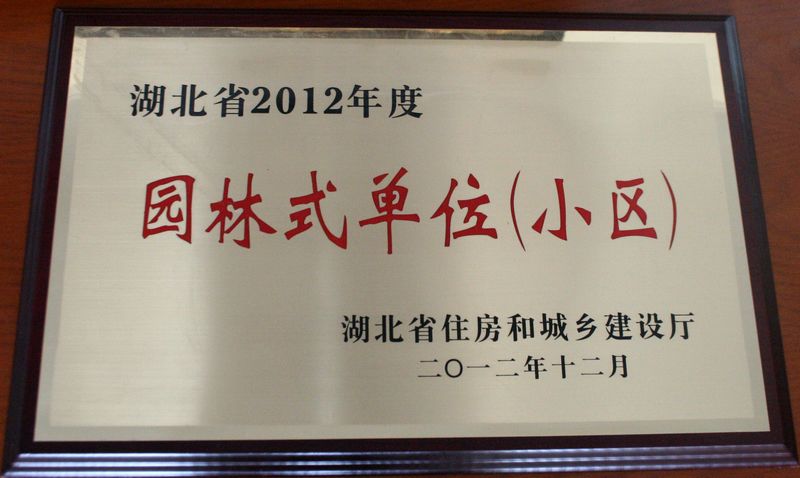 湖北省2012年度
园林式单位(小区)
湖北省住房和城乡建设厅
二〇一二年十二月